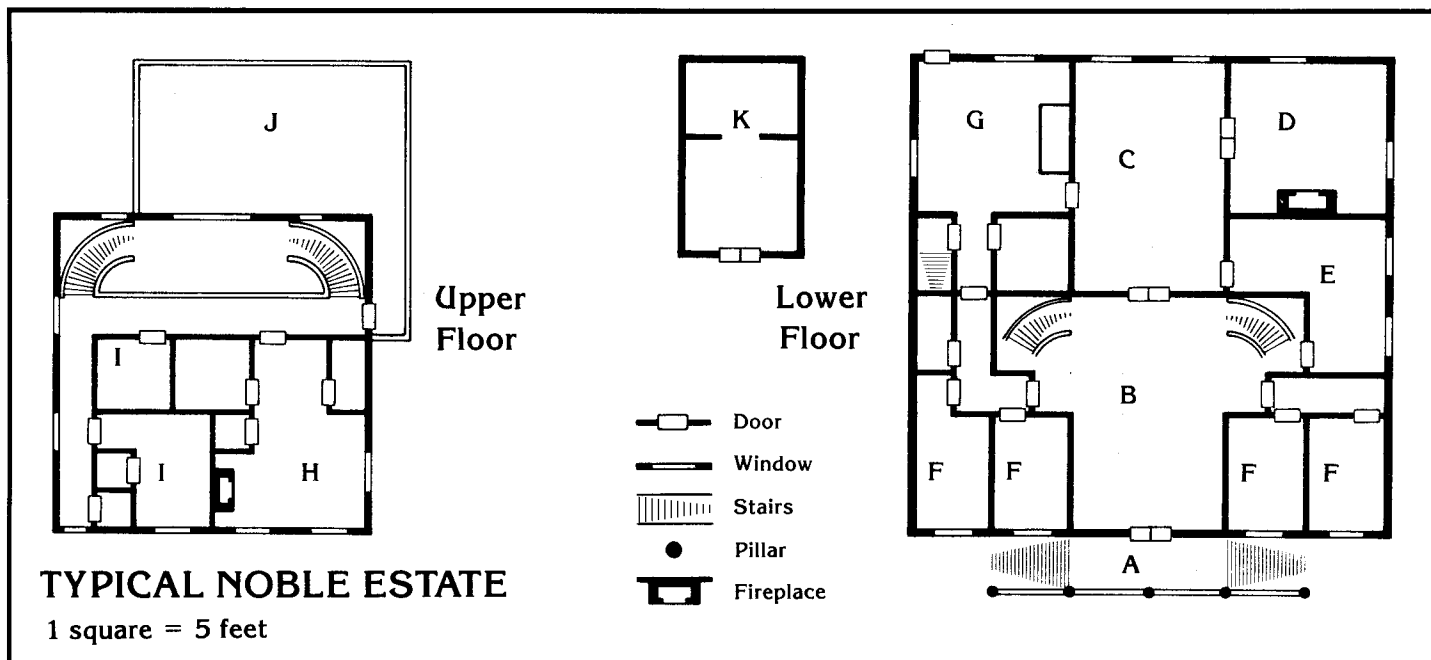 J
Upper
Floor
I
I
H
TYPICAL NOBLE ESTATE
1 square = 5 feet
K
Lower
Floor
Door
Window
Stairs
Pillar
Fireplace
G
C
D
E
B
F
F
F
F
A